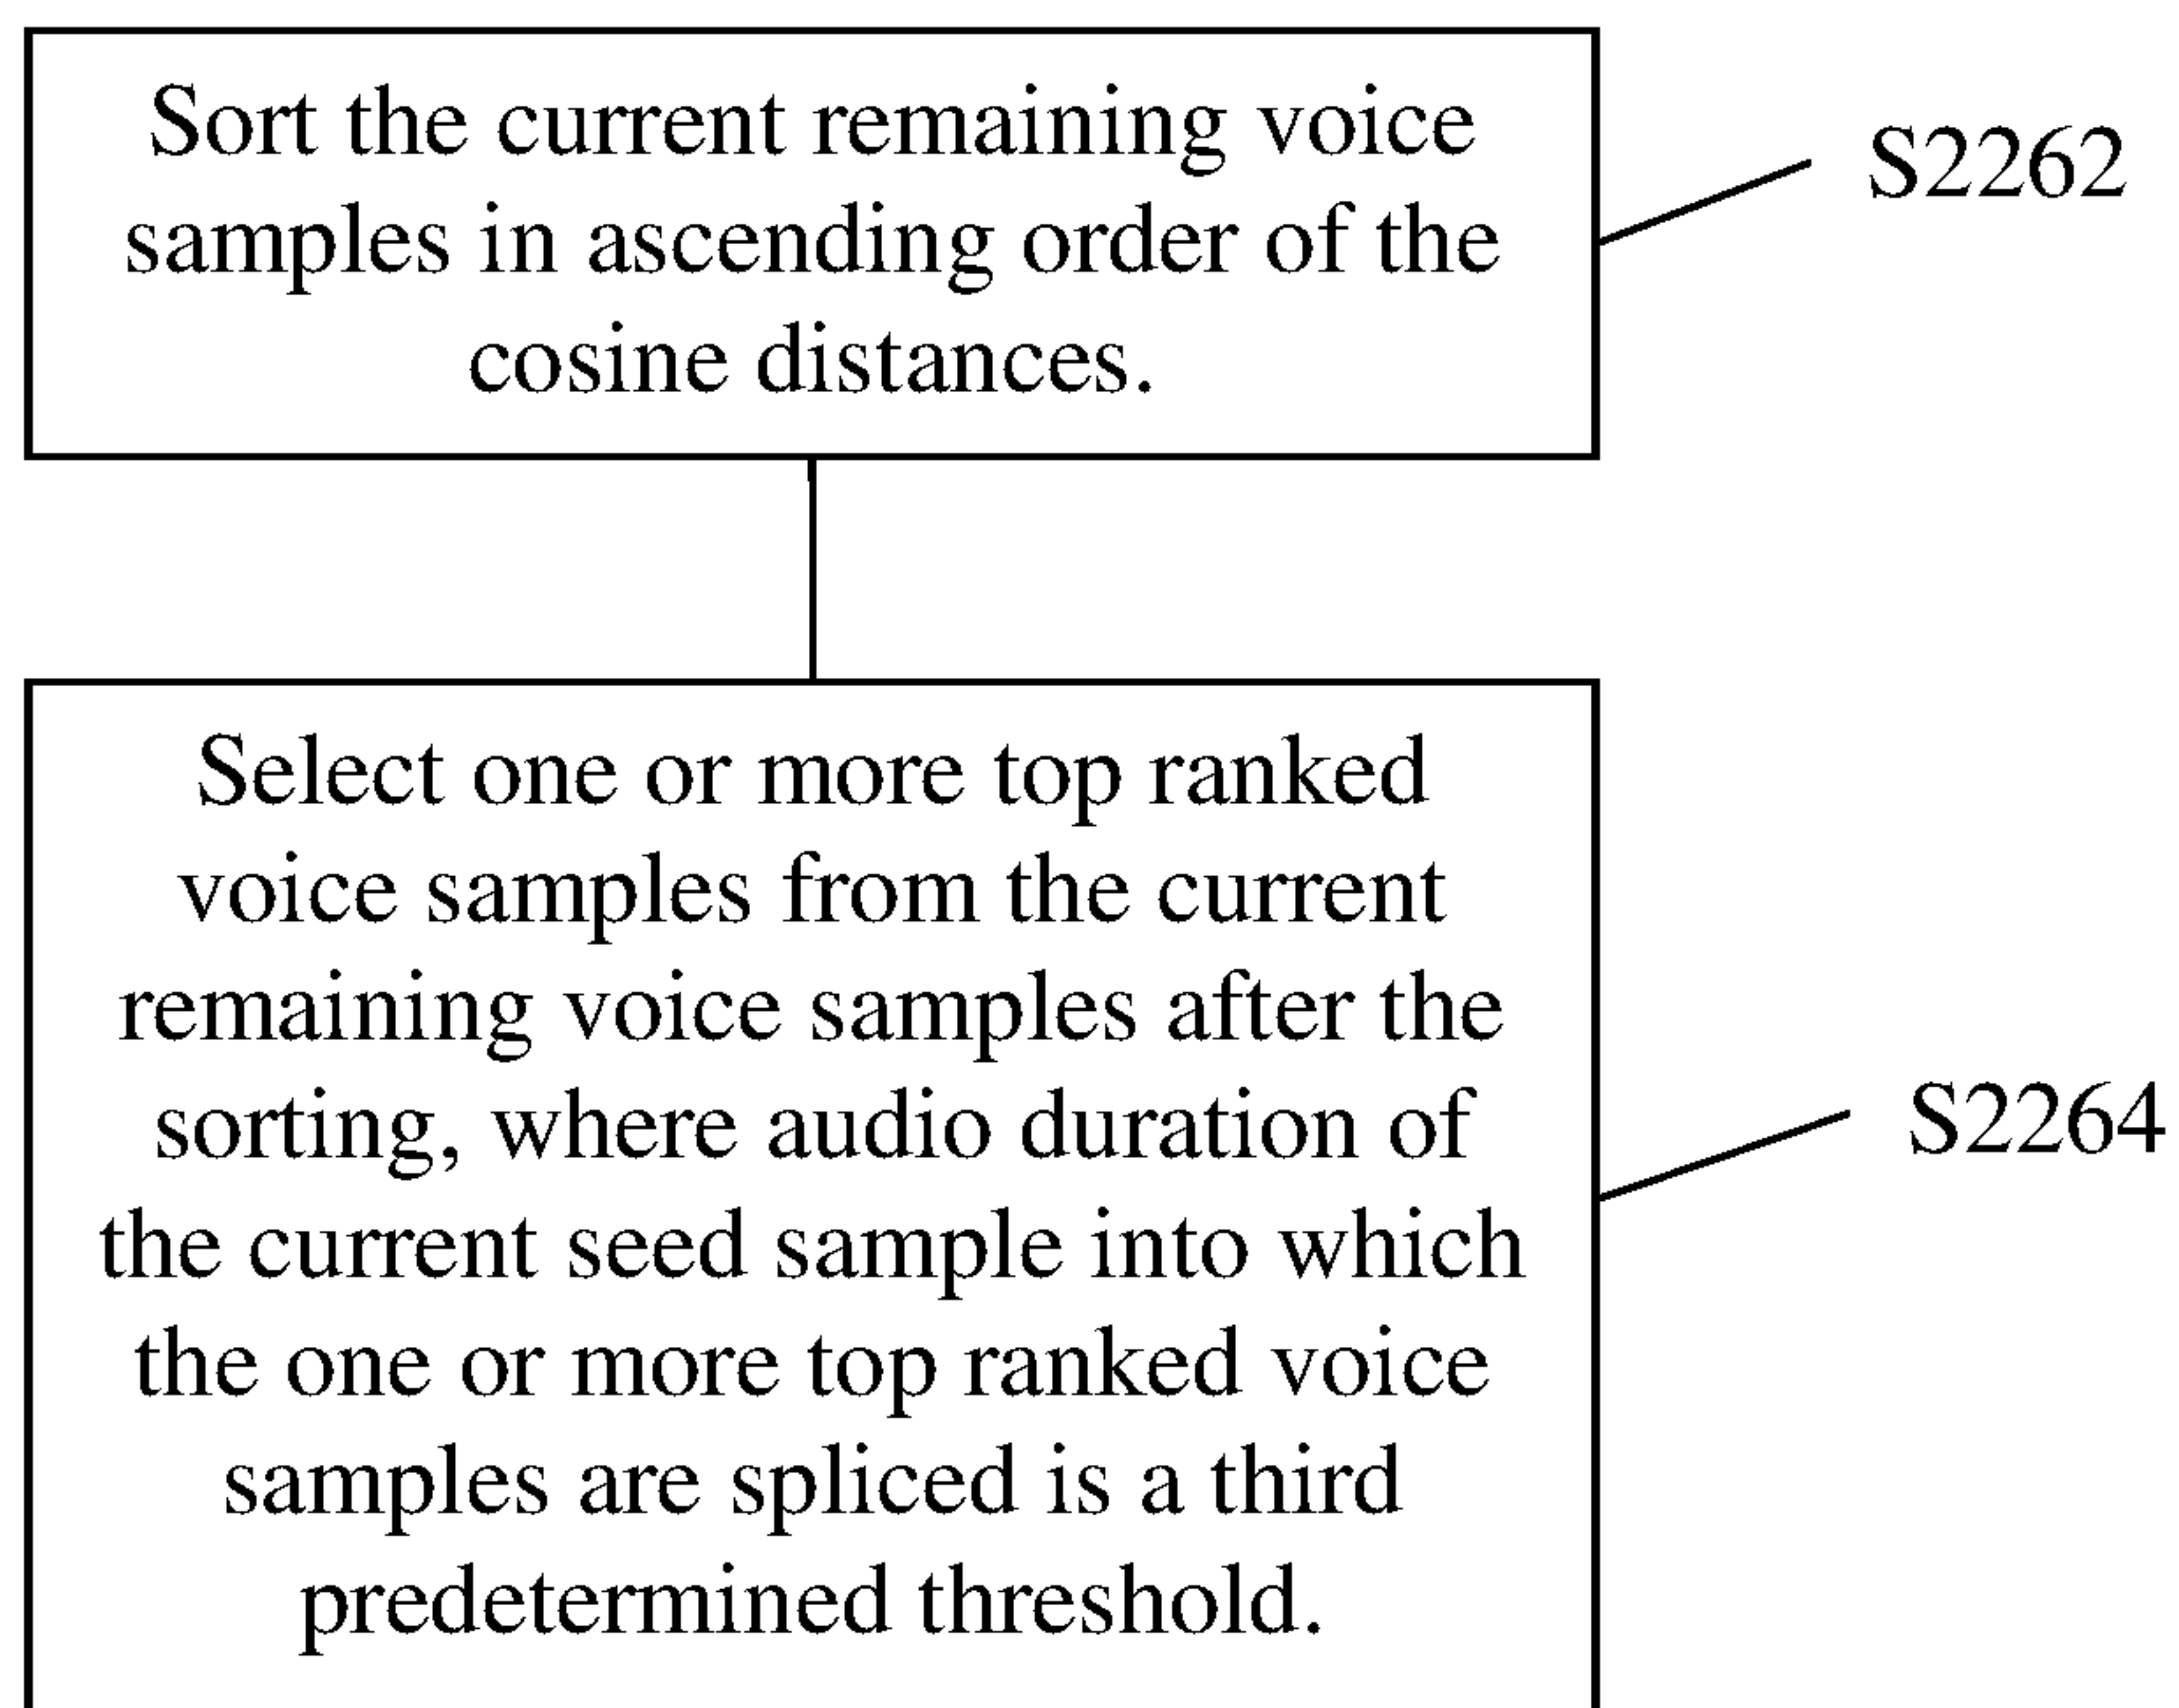 Sort the current remaining voice
samples in ascending order of the
cosine distances.
S2262
Select one or more top ranked
voice samples from the current
remaining voice samples after the
sorting, where audio duration of
the current seed sample into which
the one or more top ranked voice
samples are spliced is a third
predetermined threshold.
S2264